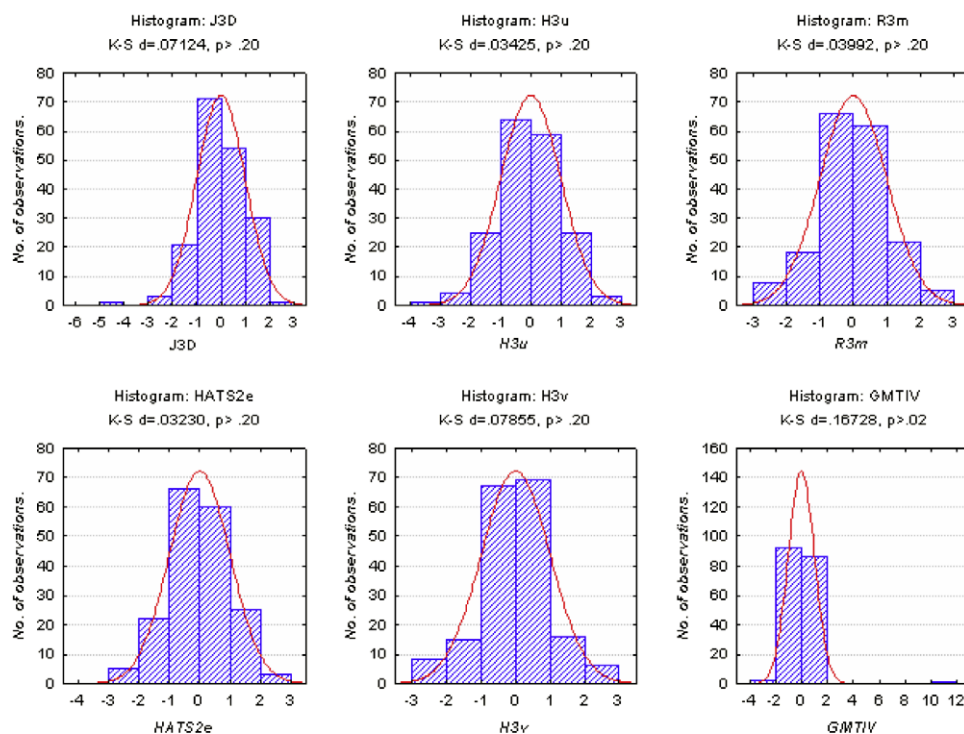 Histogram: J3D
K-S d=.07124, p> .20
No. of observations.
80
70
60
50
40
30
20
10
0
-6 -5 -4 -3 -2 -1 0 1 2 3
J3D
Histogram: H3u
K-S d=.03425, p> .20
No. of observations.
80
70
60
50
40
30
20
10
0
-4 -3 -2 -1 0 1 2 3
H3u
Histogram: R3m
K-S d=.03992, p> .20
No. of observations.
80
70
60
50
40
30
20
10
0
-3 -2 -1 0 1 2 3
R3m
Histogram: HATS2e
K-S d=.03230, p> .20
No. of observations.
80
70
60
50
40
30
20
10
0
-4 -3 -2 -1 0 1 2 3
HATS2e
Histogram: H3v
K-S d=.07855, p> .20
No. of observations.
80
70
60
50
40
30
20
10
0
-3 -2 -1 0 1 2 3
H3v
Histogram: GMTIV
K-S d=.16728, p>.02
No. of observations.
160
140
120
100
80
60
40
20
0
-4 -2 0 2 4 6 8 10 12
GMTIV